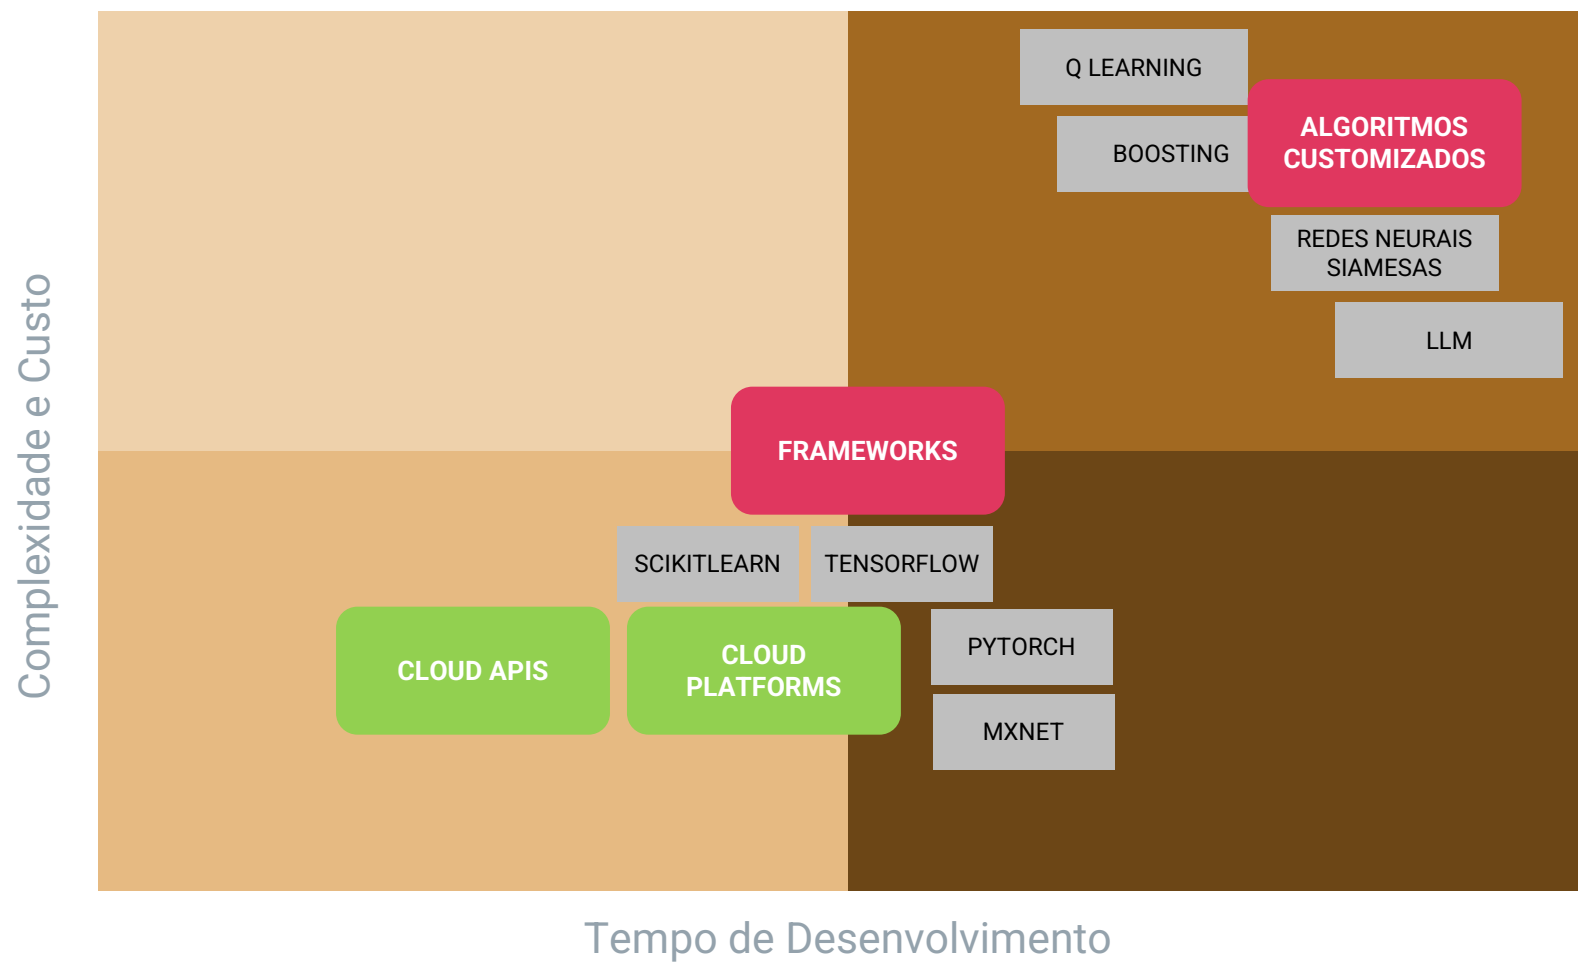 Complexidade e Custo
Q LEARNING
ALGORITMOS
CUSTOMIZADOS
BOOSTING
REDES NEURAIS
SIAMESAS
LLM
FRAMEWORKS
SCIKITLEARN
TENSORFLOW
CLOUD APIS
CLOUD
PLATFORMS
PYTORCH
MXNET
Tempo de Desenvolvimento